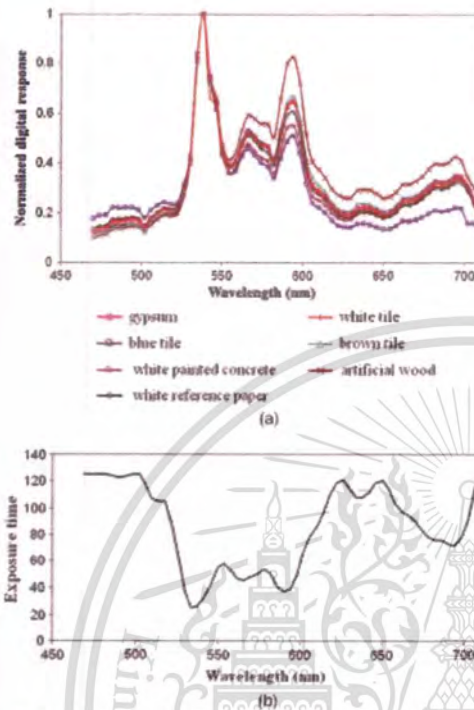 1
0.8
0.6
0.4
0.2
0
Normalized digital response
450 500 550 600 650 700
Wavelength (nm)
gypsum white tile
blue tile brown tile
white painted concrete artificial wood
white reference paper
(a)
140
120
100
80
60
40
20
0
Exposure time
450 500 550 600 650 700
Wavelength (nm)
(b)